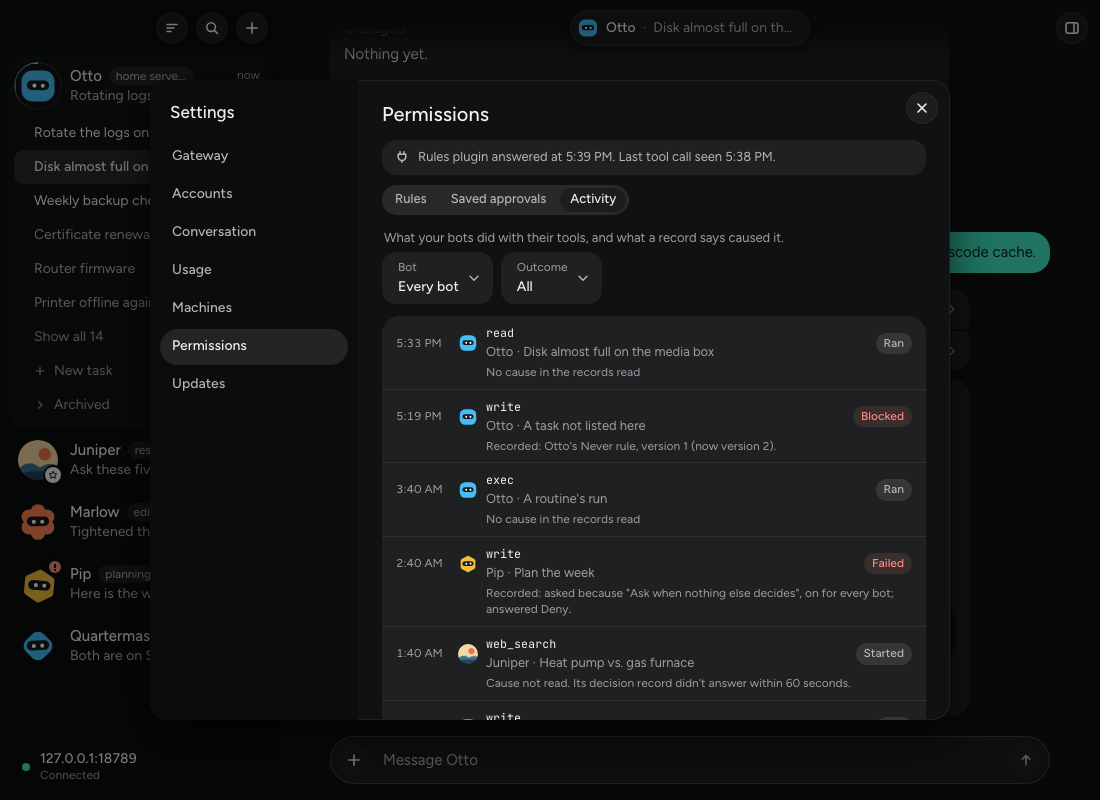 Changed
Nothing yet.
Otto · Disk almost full on th…
Otto home serve… now
Rotating logs
Rotate the logs on
Disk almost full on
Weekly backup che
Certificate renewa
Router firmware
Printer offline again
Show all 14
New task
Archived
Juniper res
Ask these fiv
Marlow edi
Tightened th
Pip planning
Here is the w
Quartermas
Both are on S
127.0.0.1:18789
Connected
Settings
Gateway
Accounts
Conversation
Usage
Machines
Permissions
Updates
Permissions
Rules plugin answered at 5:39 PM. Last tool call seen 5:38 PM.
Rules Saved approvals Activity
What your bots did with their tools, and what a record says caused it.
Bot
Every bot
Outcome
All
5:33 PM
read
Otto · Disk almost full on the media box
No cause in the records read
Ran
5:19 PM
write
Otto · A task not listed here
Recorded: Otto's Never rule, version 1 (now version 2).
Blocked
3:40 AM
exec
Otto · A routine's run
No cause in the records read
Ran
2:40 AM
write
Pip · Plan the week
Recorded: asked because "Ask when nothing else decides", on for every bot;
answered Deny.
Failed
1:40 AM
web_search
Juniper · Heat pump vs. gas furnace
Cause not read. Its decision record didn't answer within 60 seconds.
Started
write
scode cache.
Message Otto